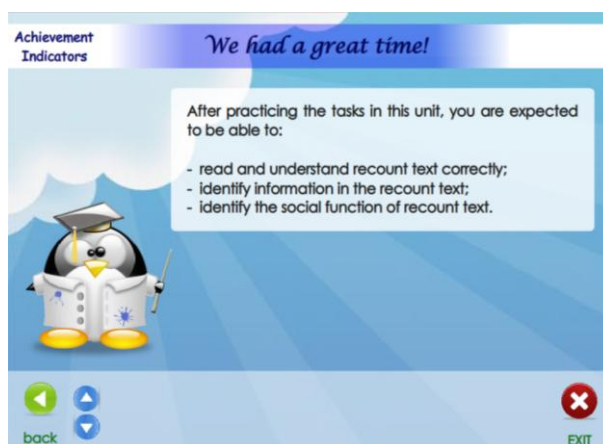 Achievement
Indicators
We had a great time!
After practicing the tasks in this unit, you are expected
to be able to:
- read and understand recount text correctly;
- identify information in the recount text;
- identify the social function of recount text.
back
EXIT